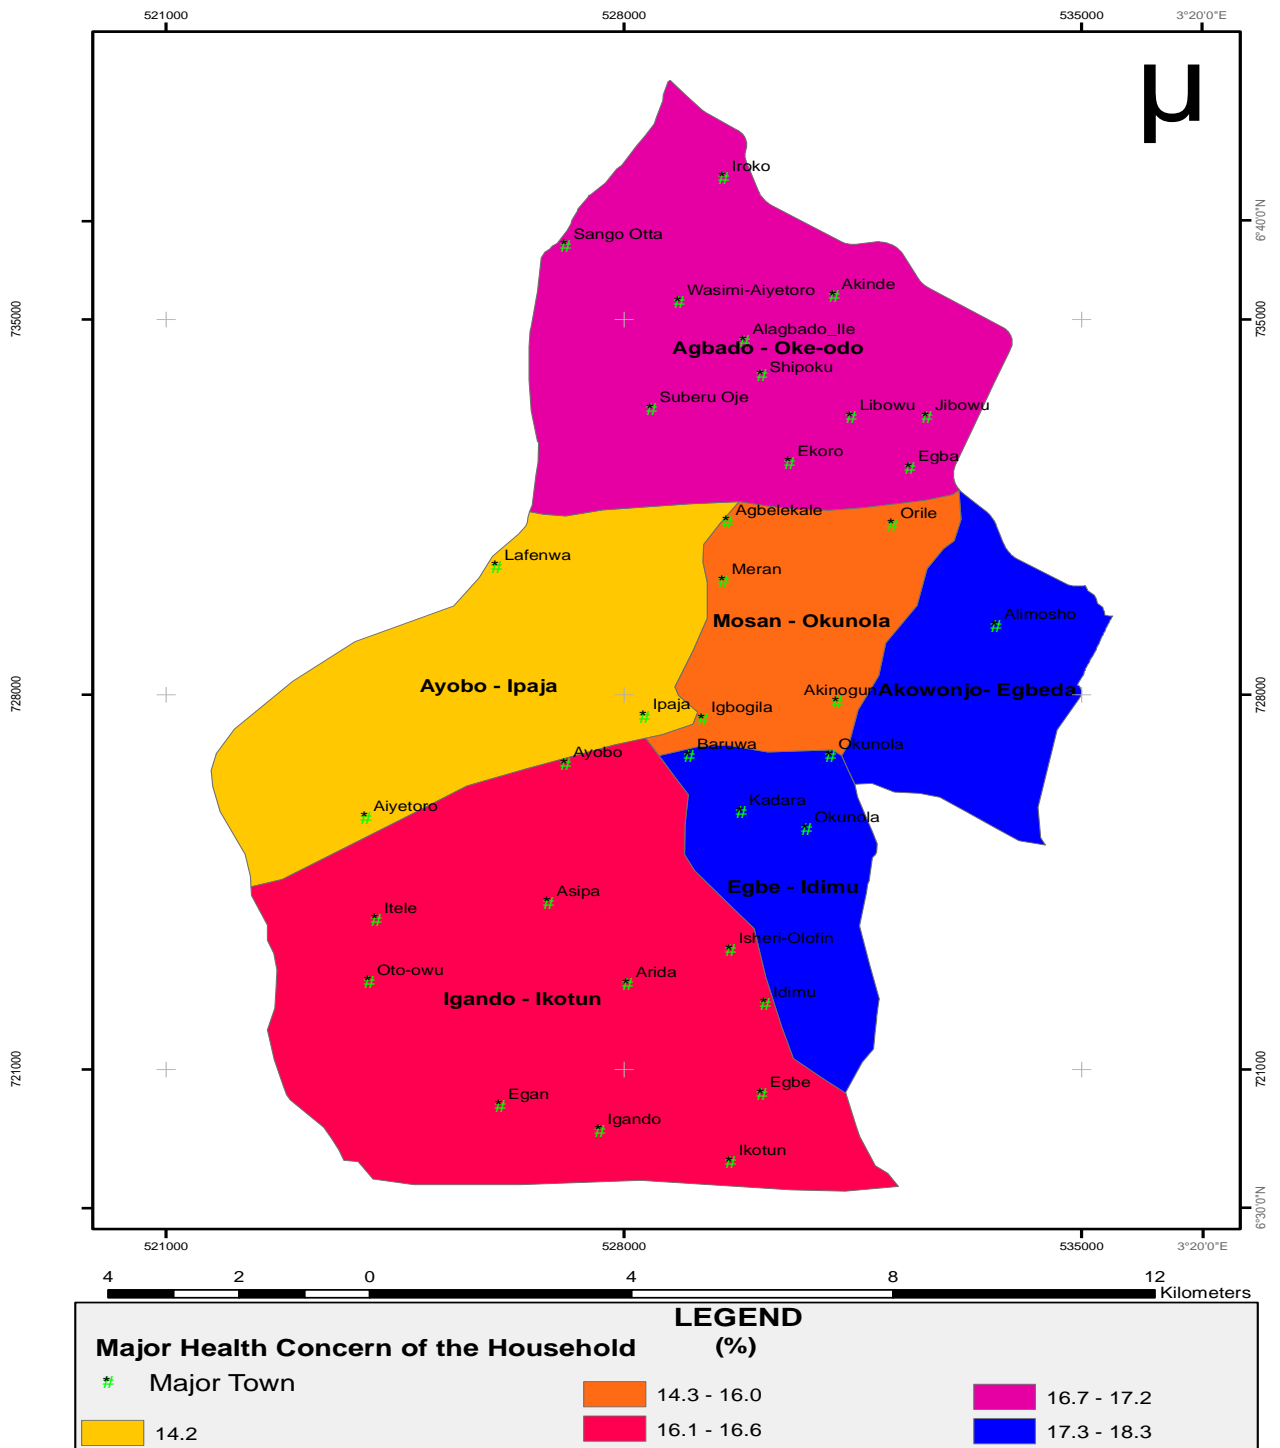 521000 528000 535000 3°20'0"E
µ
Iroko
6°40'0"N
Sango Otta
Wasimi-Aiyetoro Akinde
735000 735000
Alagbado_Ile
Agbado - Oke-odo
Shipoku
Suberu Oje Libowu Jibowu
Ekoro Egba
Agbelekale Orile
Lafenwa
Meran
Alimosho
Mosan - Okunola
Ayobo - Ipaja Akinogun Akowonjo- Egbeda
728000 728000
Ipaja Igbogila
Ayobo Baruwa Okunola
Aiyetoro Kadara
Okunola
Egbe - Idimu
Asipa
Itele
Isheri-Olofin
Oto-owu Arida
Igando - Ikotun Idimu
721000 721000
Egan Egbe
Igando
Ikotun
6°30'0"N
521000 528000 535000 3°20'0"E
4 2 0 4 8 12
Kilometers
LEGEND
Major Health Concern of the Household (%)
Major Town
14.2
14.3 - 16.0
16.1 - 16.6
16.7 - 17.2
17.3 - 18.3